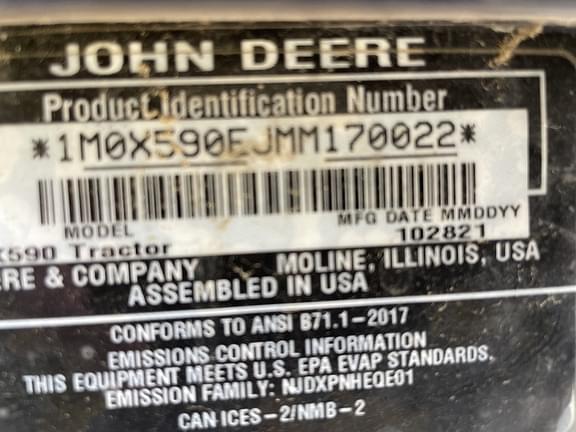 JOHN DEERE
Product Identification Number
*1M0X590EJMM170022*
MODEL MFG DATE MMDDYY
X590 Tractor 102821
ERE & COMPANY MOLINE, ILLINOIS, USA
ASSEMBLED IN USA
CONFORMS TO ANSI B71.1-2017
EMISSIONS CONTROL INFORMATION
THIS EQUIPMENT MEETS U.S. EPA EVAP STANDARDS.
EMISSION FAMILY: NJDXPNHEQE01
CAN ICES-2/NMB-2